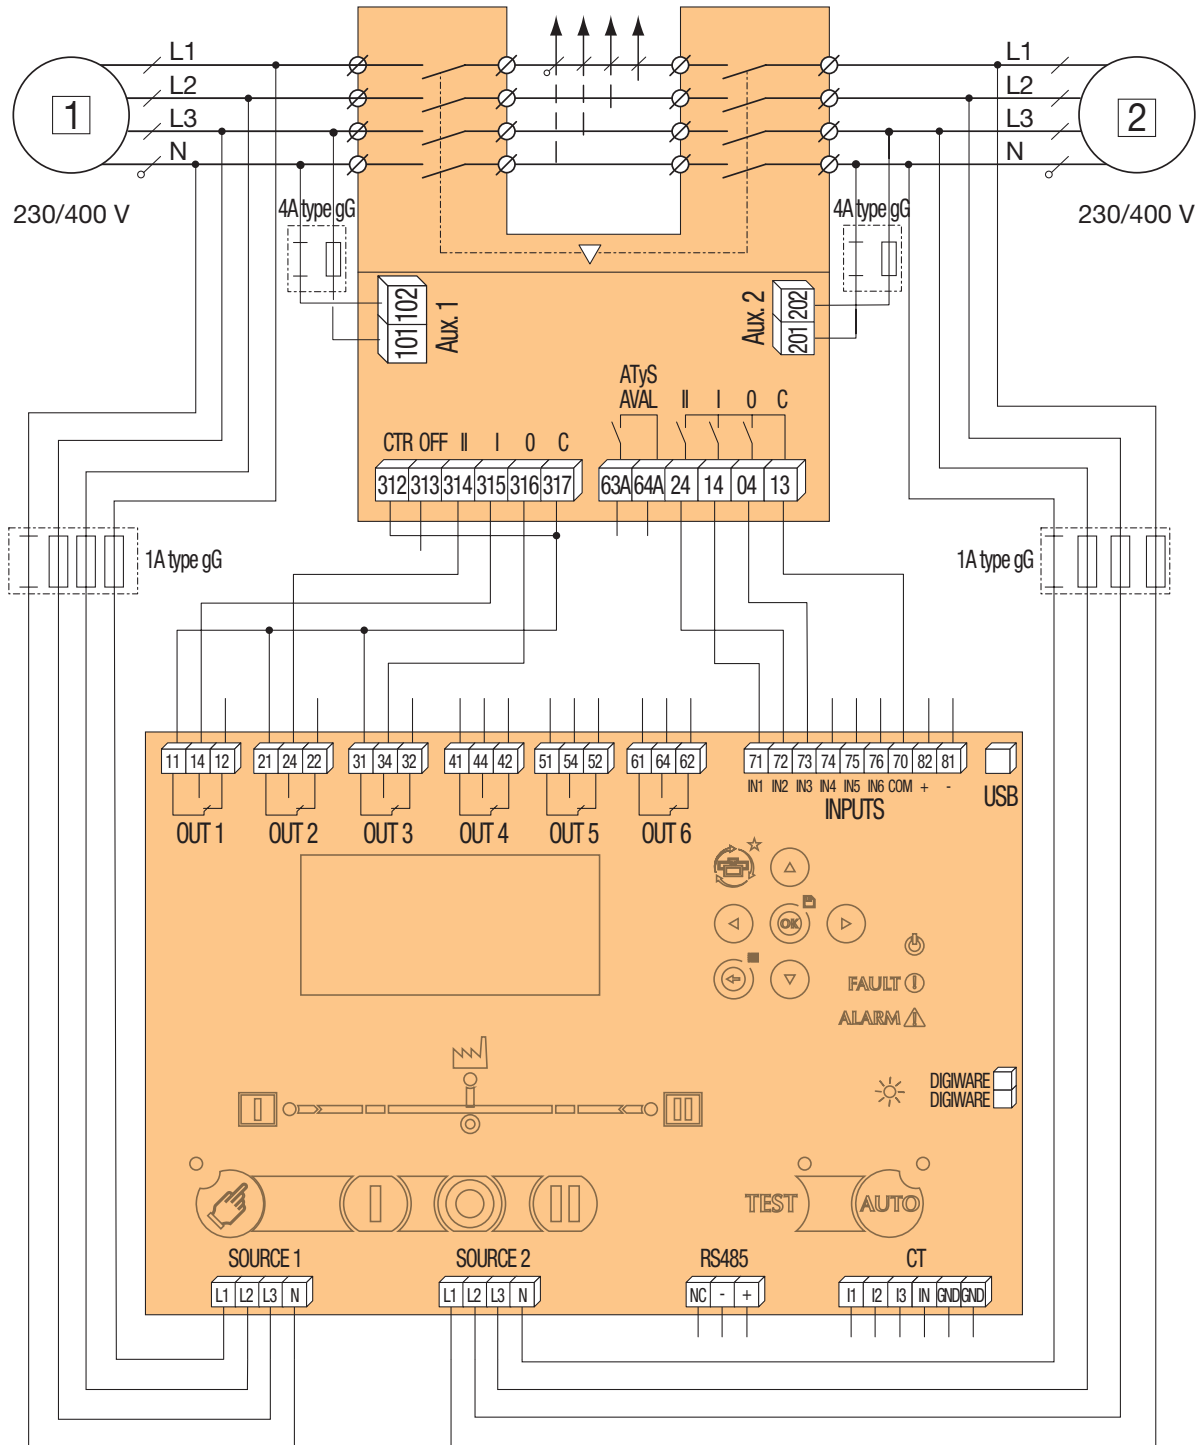 L1 L1
L2 L2
1 L3 L3 2
N N
230/400 V 4A type gG 4A type gG 230/400 V
101 102 Aux. 1 Aux. 2 201 202
ATyS
AVAL II I 0 C
CTR OFF II I 0 C
312 313 314 315 316 317 63A 64A 24 14 04 13
1A type gG 1A type gG
11 14 12 21 24 22 31 34 32 41 44 42 51 54 52 61 64 62 71 72 73 74 75 76 70 82 81
IN1 IN2 IN3 IN4 IN5 IN6 COM + -
OUT 1 OUT 2 OUT 3 OUT 4 OUT 5 OUT 6 INPUTS USB
OK
FAULT
ALARM
DIGIWARE
DIGIWARE
I II
I II TEST AUTO
SOURCE 1 SOURCE 2 RS485 CT
L1 L2 L3 N L1 L2 L3 N NC - + I1 I2 I3 IN GND GND